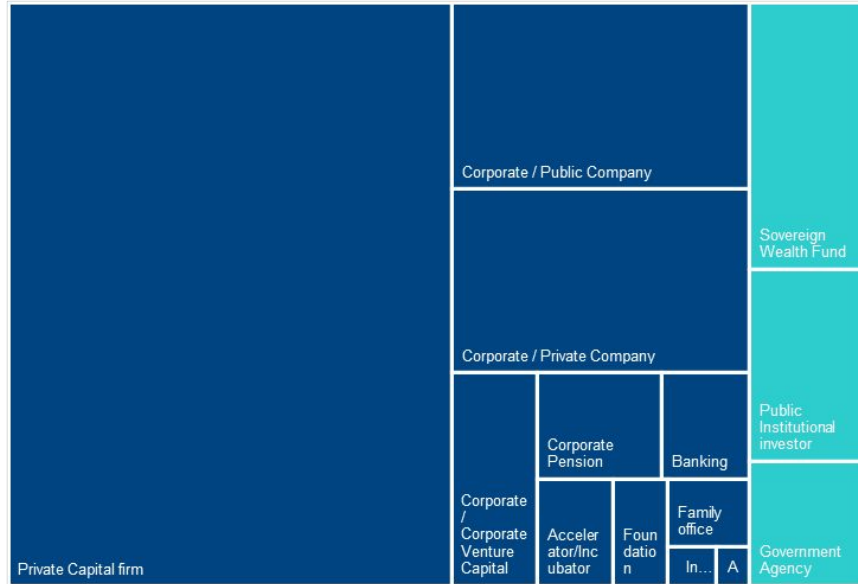 Corporate / Public Company
Sovereign
Wealth Fund
Corporate / Private Company
Public
Institutional
investor
Corporate
Pension
Banking
Corporate
/
Corporate
Venture
Capital
Acceler
ator/Inc
ubator
Foun
datio
n
Family
office
Government
Agency
Private Capital firm
In...
A